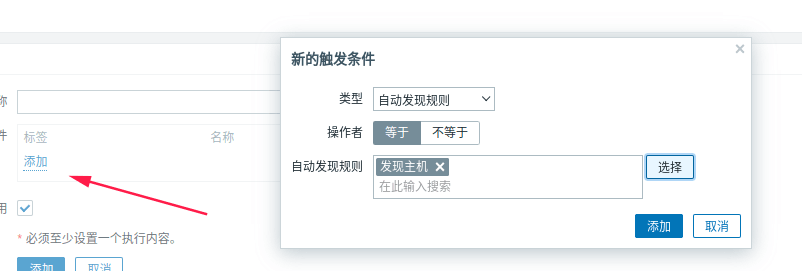 新的触发条件
类型 自动发现规则
操作者 等于 不等于
自动发现规则 发现主机 选择
在此输入搜索
添加 取消
称
件 标签 名称
添加
用
* 必须至少设置一个执行内容。
添加 取消